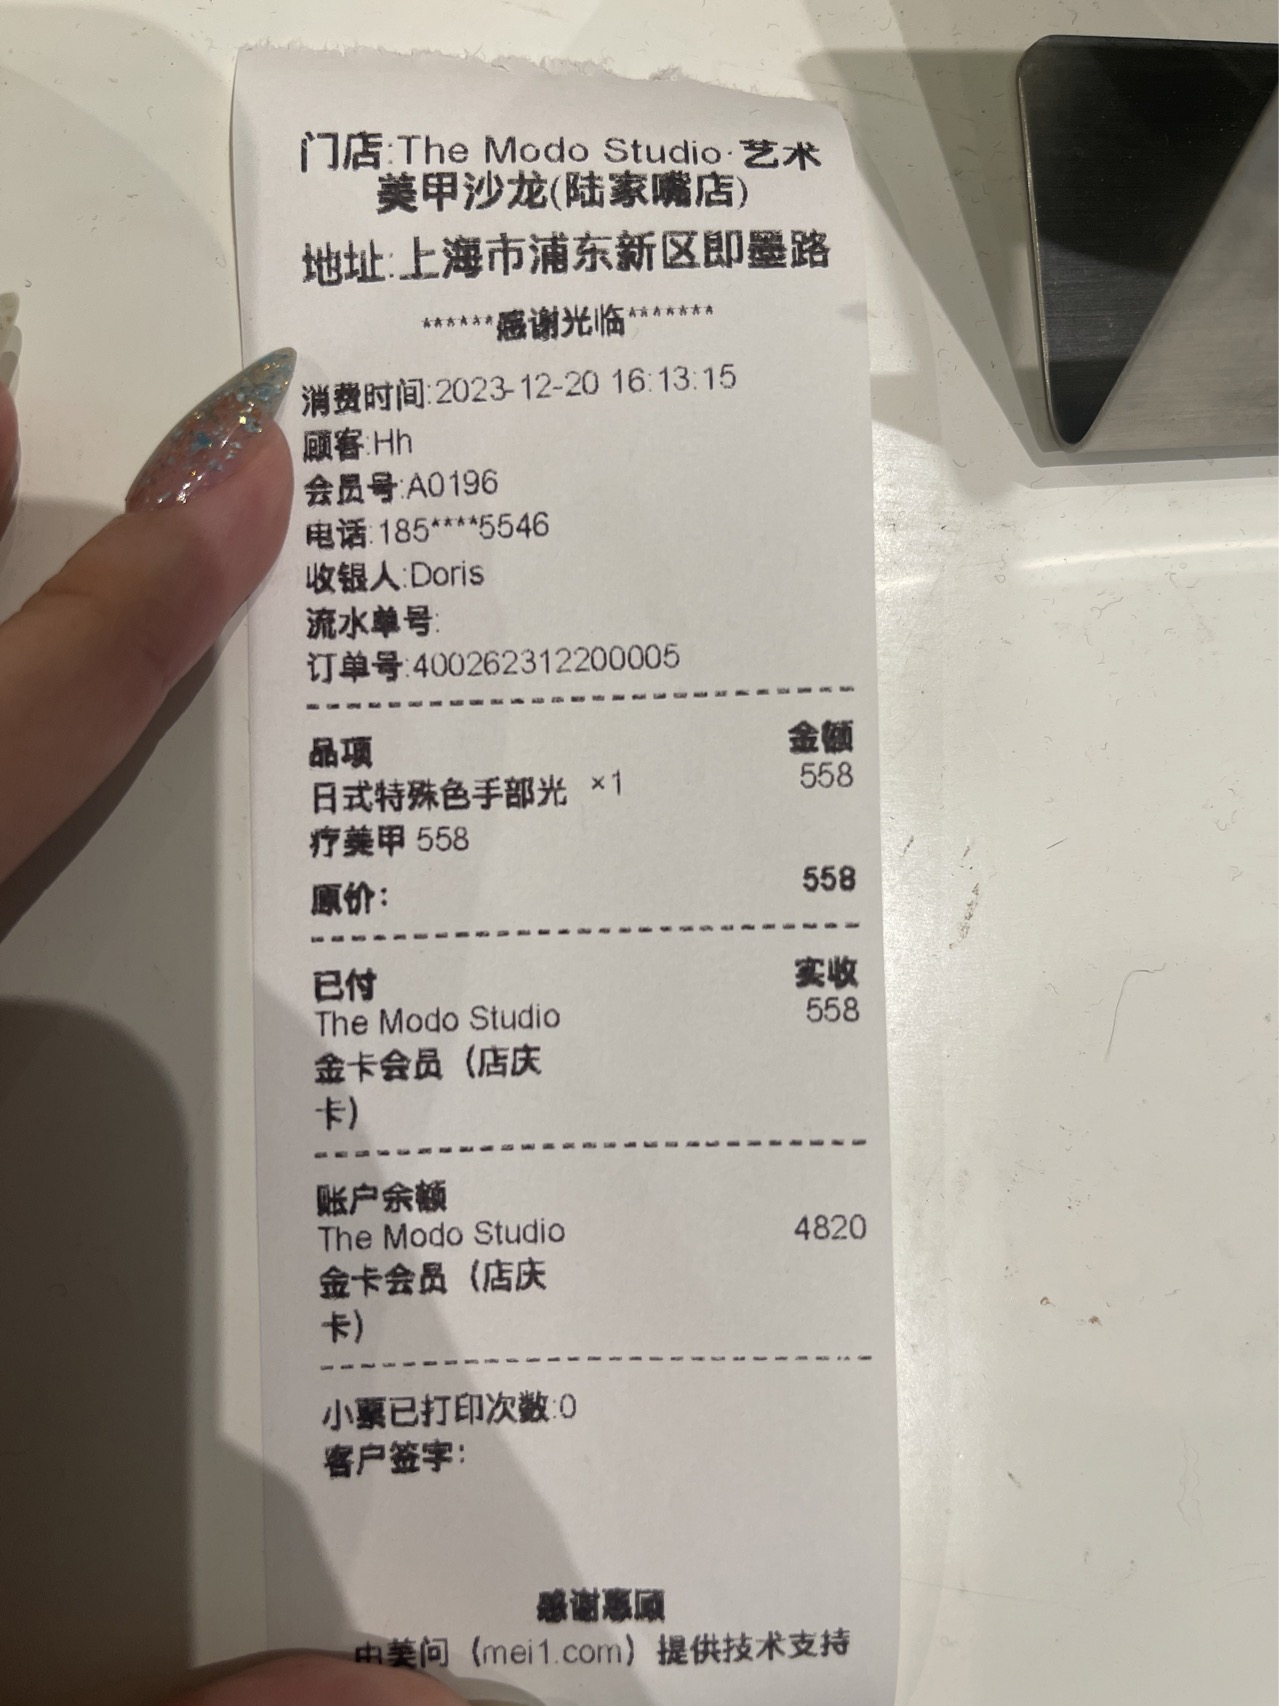 门店:The Modo Studio·艺术
美甲沙龙(陆家嘴店)
地址:上海市浦东新区即墨路
******感谢光临*******
消费时间:2023-12-20 16:13:15
顾客:Hh
会员号:A0196
电话:185****5546
收银人:Doris
流水单号:
订单号:400262312200005
品项 金额
日式特殊色手部光 ×1 558
疗美甲 558
原价: 558
已付 实收
The Modo Studio 558
金卡会员（店庆
卡）
账户余额
The Modo Studio 4820
金卡会员（店庆
卡）
小票已打印次数:0
客户签字:
感谢惠顾
由美问（mei1.com）提供技术支持